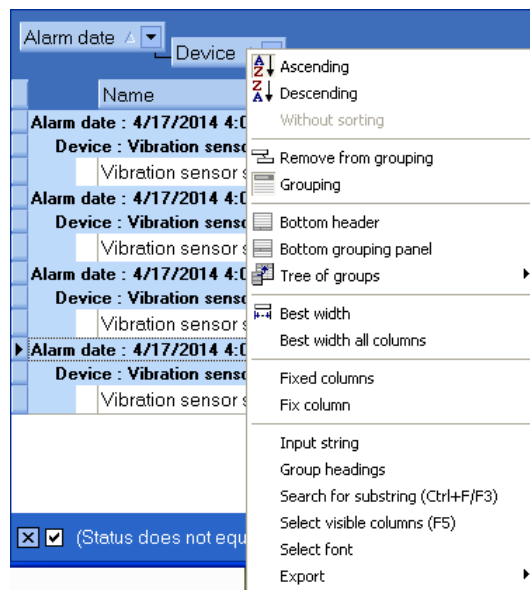 Alarm date
Device
Name
Alarm date : 4/17/2014 4:0
Device : Vibration senso
Vibration sensor s
Alarm date : 4/17/2014 4:0
Device : Vibration senso
Vibration sensor s
Alarm date : 4/17/2014 4:0
Device : Vibration senso
Vibration sensor s
Alarm date : 4/17/2014 4:0
Device : Vibration senso
Vibration sensor s
(Status does not equ
Ascending
Descending
Without sorting
Remove from grouping
Grouping
Bottom header
Bottom grouping panel
Tree of groups
Best width
Best width all columns
Fixed columns
Fix column
Input string
Group headings
Search for substring (Ctrl+F/F3)
Select visible columns (F5)
Select font
Export